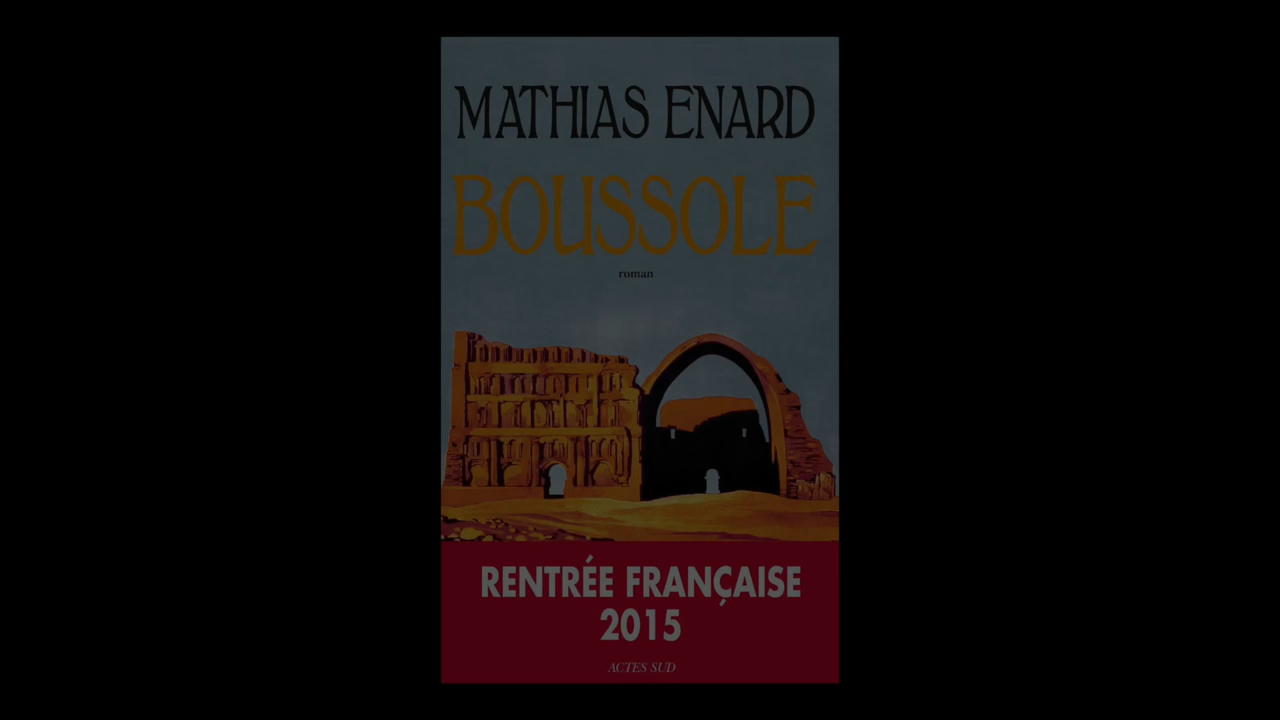 MATHIAS ENARD
BOUSSOLE
roman
RENTRÉE FRANÇAISE
2015
ACTES SUD